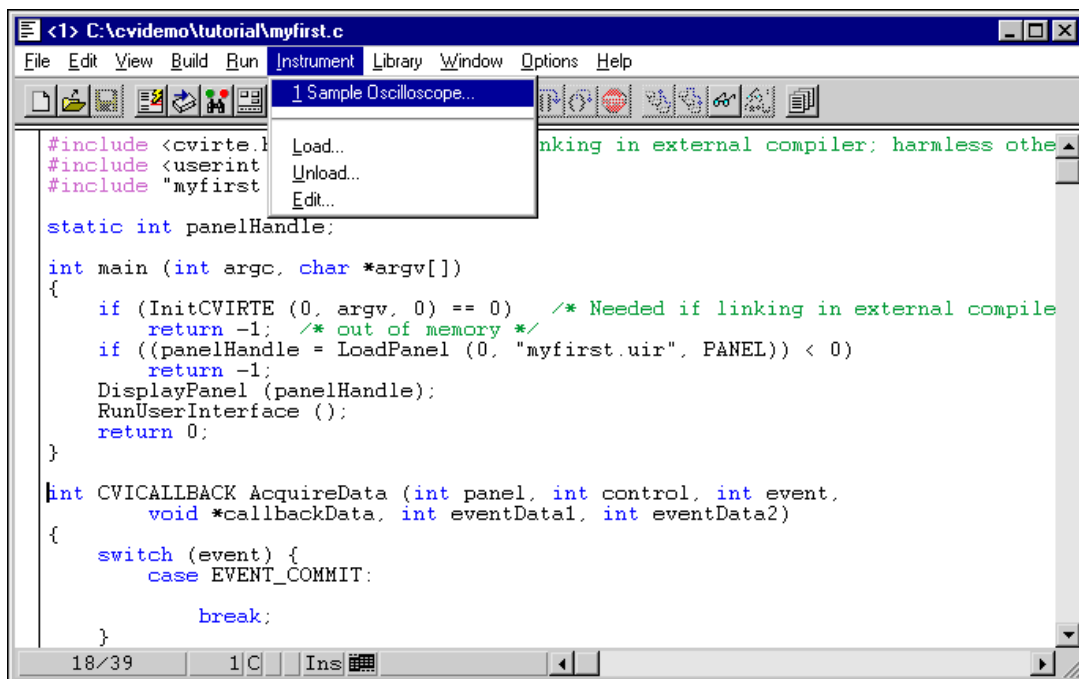 <1> C:\cvidemo\tutorial\myfirst.c
File Edit View Build Run Instrument Library Window Options Help
1 Sample Oscilloscope...
Load...
Unload...
Edit...
#include <cvirte.h nking in external compiler; harmless othe
#include <userint
#include "myfirst
static int panelHandle;
int main (int argc, char *argv[])
{
if (InitCVIRTE (0, argv, 0) == 0) /* Needed if linking in external compile
return -1; /* out of memory */
if ((panelHandle = LoadPanel (0, "myfirst.uir", PANEL)) < 0)
return -1;
DisplayPanel (panelHandle);
RunUserInterface ();
return 0;
}
int CVICALLBACK AcquireData (int panel, int control, int event,
void *callbackData, int eventData1, int eventData2)
{
switch (event) {
case EVENT_COMMIT:
break;
}
18/39 1 C Ins